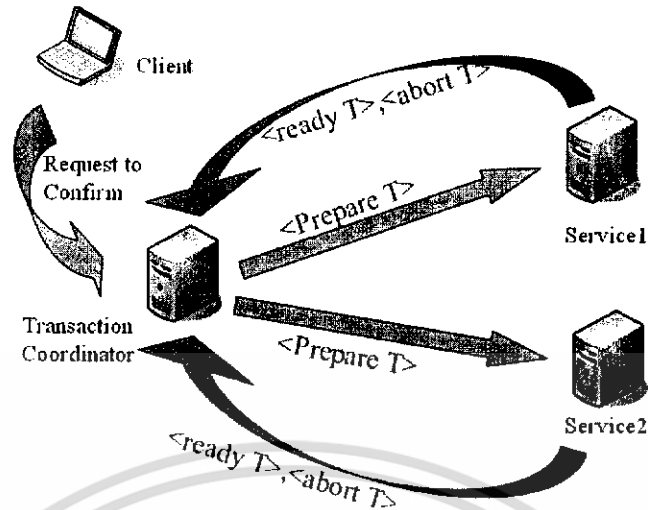 Client
<ready T>,<abort T>
Request to
Confirm
<Prepare T>
Service1
Transaction
Coordinator
<Prepare T>
Service2
<ready T>,<abort T>